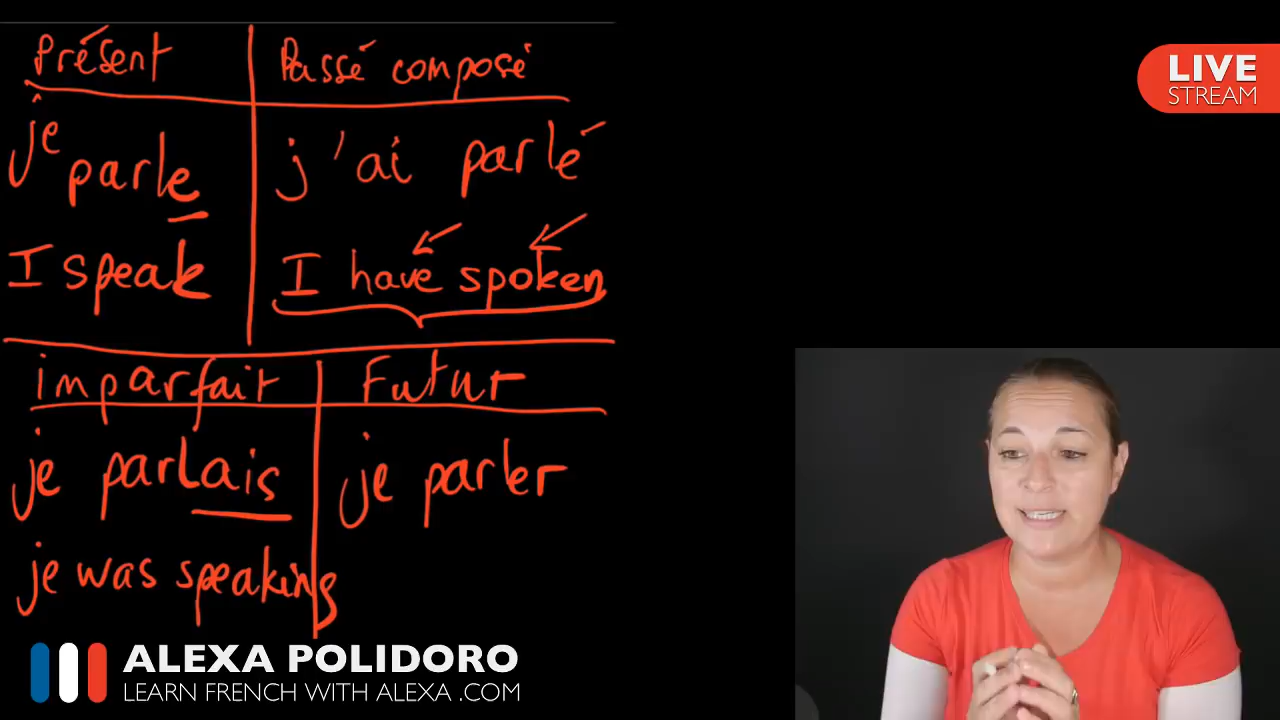 Présent
Passé composé
je parle
j'ai parlé
I speak
I have spoken
imparfait
Futur
je parlais
je parler
je was speaking
LIVE
STREAM
ALEXA POLIDORO
LEARN FRENCH WITH ALEXA .COM